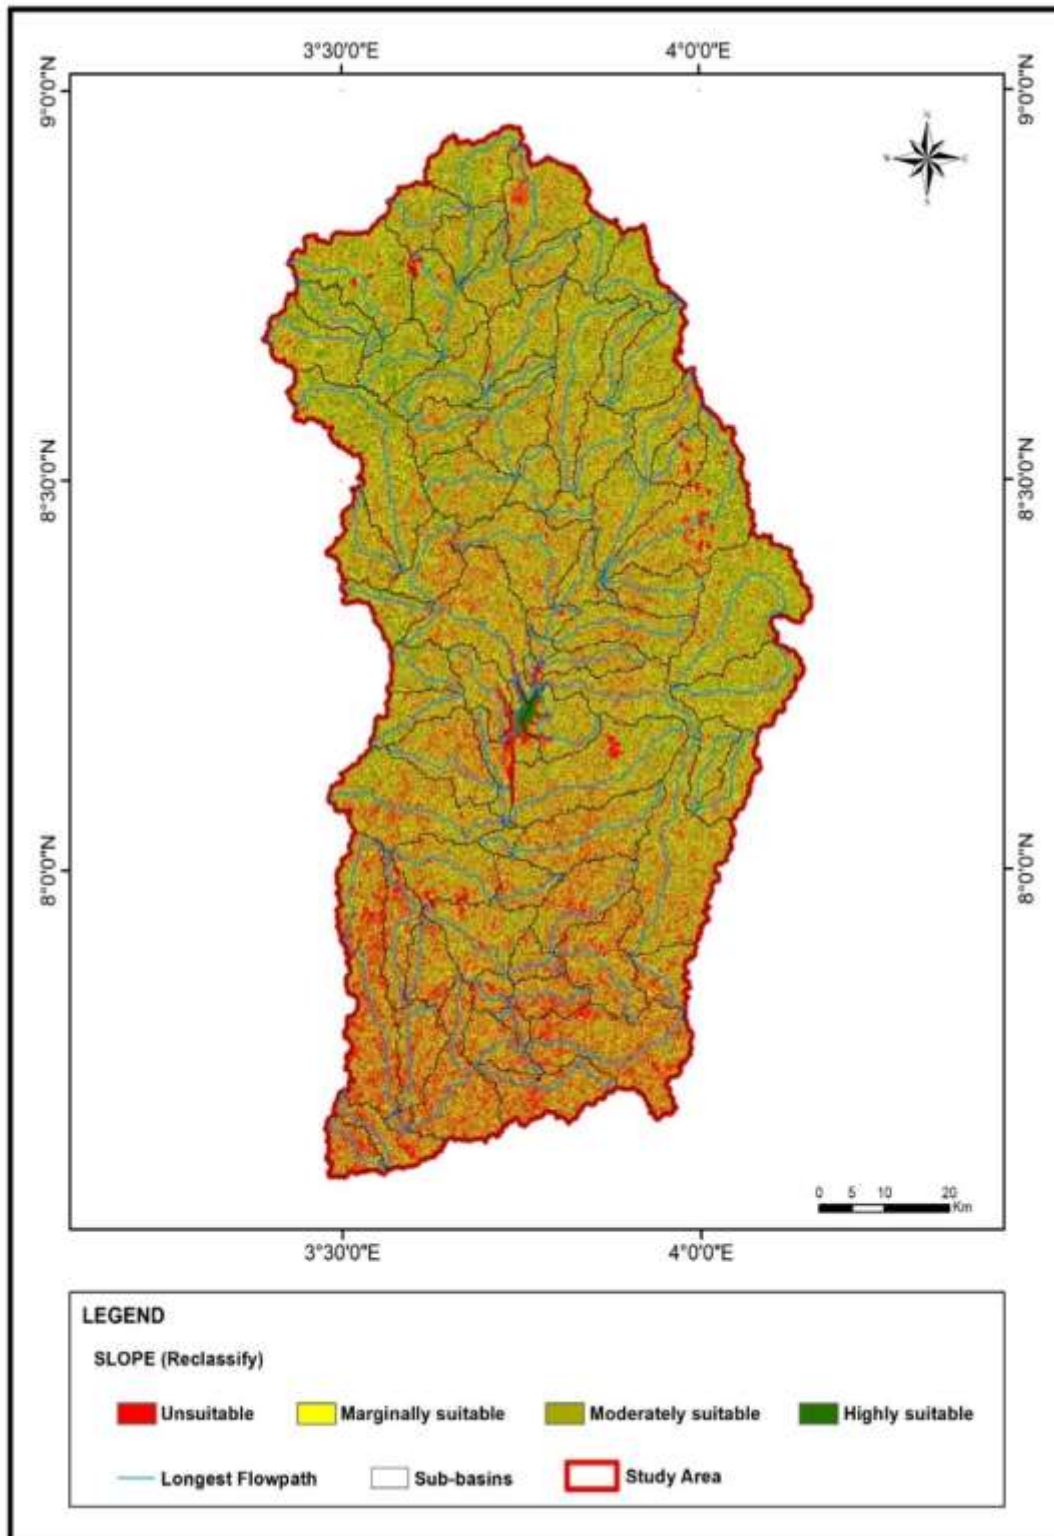 3°30'0"E 4°0'0"E
9°0'0"N 9°0'0"N
N
8°30'0"N 8°30'0"N
8°0'0"N 8°0'0"N
0 5 10 20
Km
3°30'0"E 4°0'0"E
LEGEND
SLOPE (Reclassify)
Unsuitable Marginally suitable Moderately suitable Highly suitable
Longest Flowpath Sub-basins Study Area